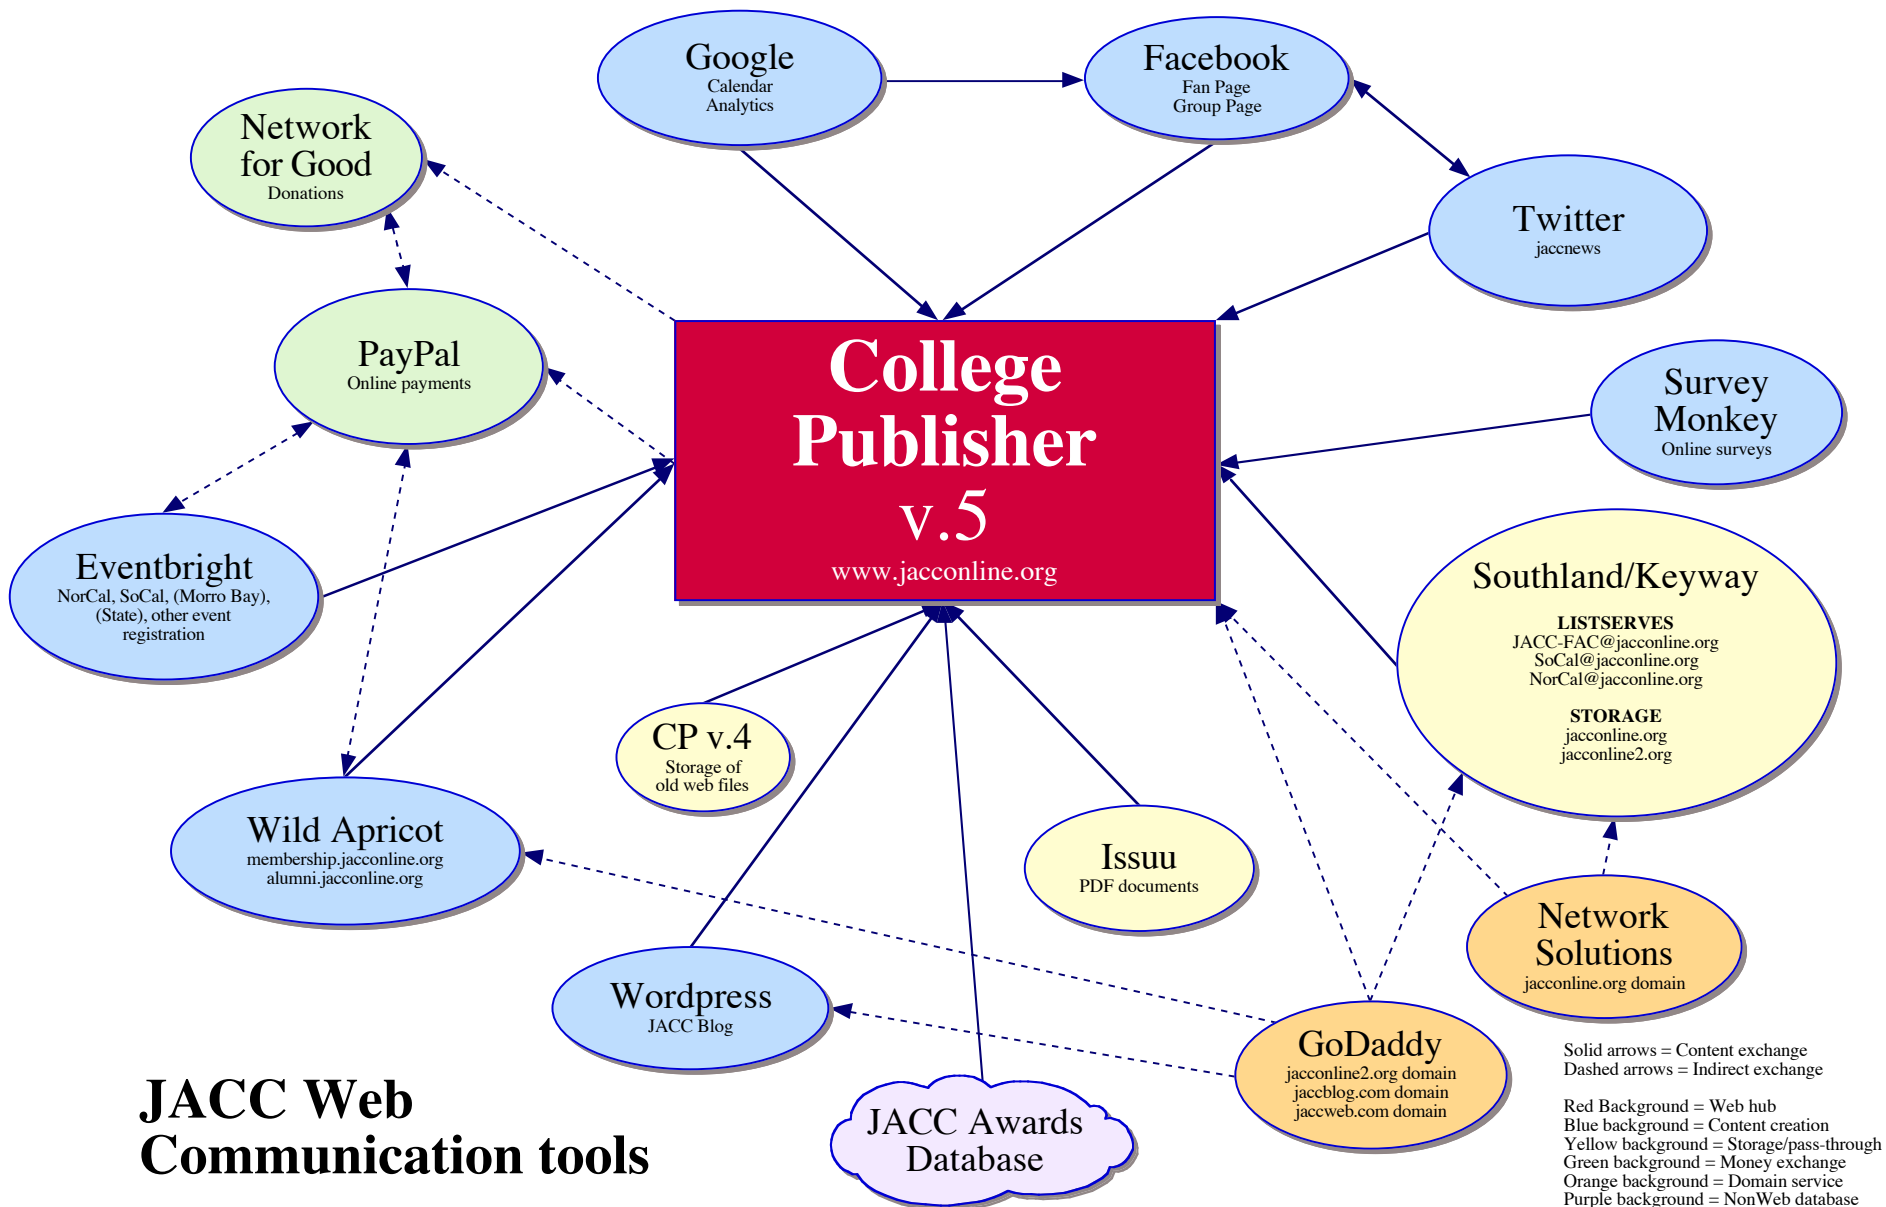 Google
Calendar
Analytics
Facebook
Fan Page
Group Page
Network
for Good
Donations
Twitter
jaccnews
PayPal
Online payments
College
Publisher
v.5
www.jacconline.org
Survey
Monkey
Online surveys
Eventbright
NorCal, SoCal, (Morro Bay),
(State), other event
registration
Southland/Keyway
LISTSERVES
JACC-FAC@jacconline.org
SoCal@jacconline.org
NorCal@jacconline.org
STORAGE
jacconline.org
jacconline2.org
CP v.4
Storage of
old web files
Wild Apricot
membership.jacconline.org
alumni.jacconline.org
Issuu
PDF documents
Network
Solutions
jacconline.org domain
Wordpress
JACC Blog
GoDaddy
jacconline2.org domain
jaccblog.com domain
jaccweb.com domain
JACC Awards
Database
JACC Web
Communication tools
Solid arrows = Content exchange
Dashed arrows = Indirect exchange
Red Background = Web hub
Blue background = Content creation
Yellow background = Storage/pass-through
Green background = Money exchange
Orange background = Domain service
Purple background = NonWeb database